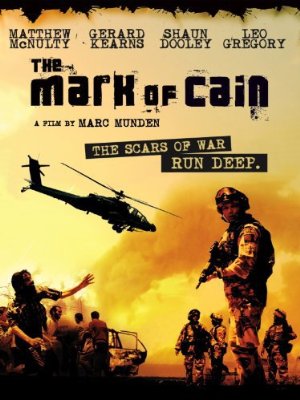 MATTHEW GERARD SHAUN LEO
McNULTY KEARNS DOOLEY GREGORY
THE MARK OF CAIN
A FILM BY MARC MUNDEN
THE SCARS OF WAR
RUN DEEP.